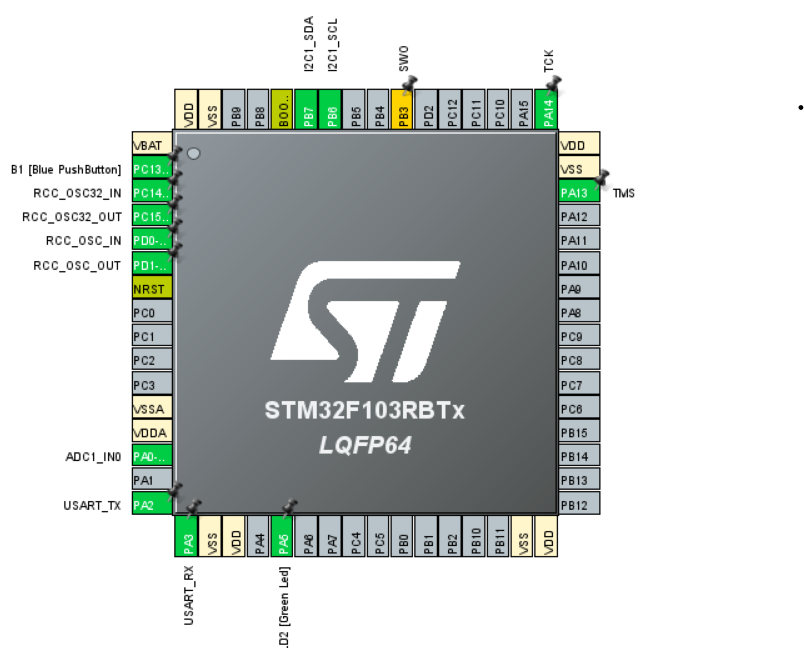 I2C1_SDA
I2C1_SCL
SWO
TCK
VDD
VSS
PB9
PB8
BOO..
PB7
PB6
PB5
PB4
PB3
PD2
PC12
PC11
PC10
PA15
PA14
VBAT
B1 [Blue PushButton] PC13..
RCC_OSC32_IN PC14..
RCC_OSC32_OUT PC15..
RCC_OSC_IN PD0-..
RCC_OSC_OUT PD1-..
NRST
PC0
PC1
PC2
PC3
VSSA
VDDA
ADC1_IN0 PA0-..
PA1
USART_TX PA2
VDD
VSS
PA13 TMS
PA12
PA11
PA10
PA9
PA8
PC9
PC8
PC7
PC6
PB15
PB14
PB13
PB12
STM32F103RBTx
LQFP64
PA3
VSS
VDD
PA4
PA5
PA6
PA7
PC4
PC5
PB0
PB1
PB2
PB10
PB11
VSS
VDD
USART_RX
.D2 [Green Led]